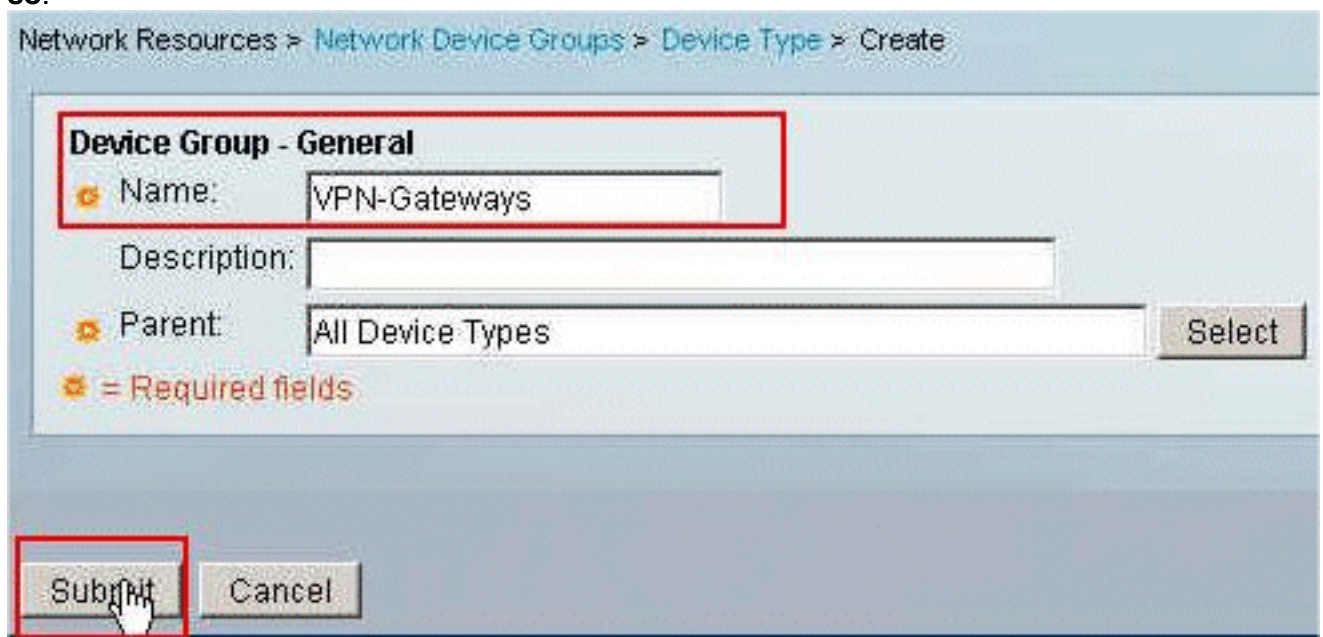 Network Resources > Network Device Groups > Device Type > Create
Device Group - General
Name: VPN-Gateways
Description:
Parent: All Device Types Select
= Required fields
Submit Cancel